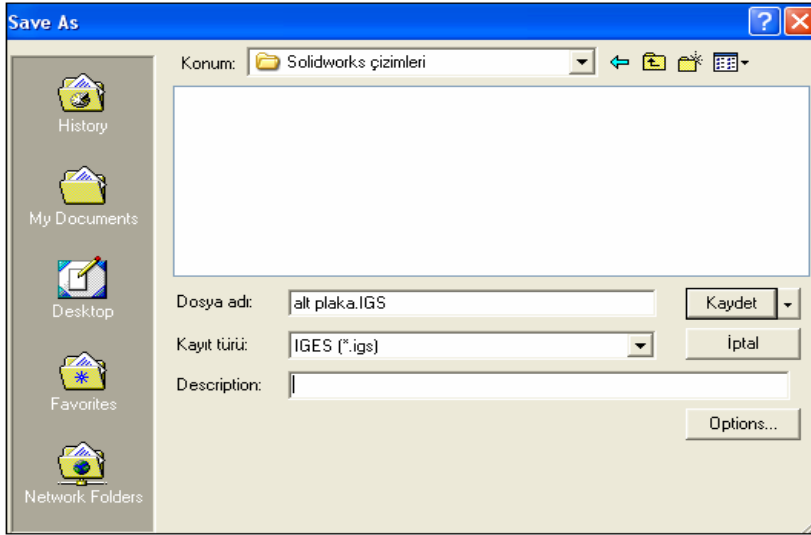 Save As
Konum: Solidworks çizimleri
History
My Documents
Desktop
Favorites
Network Folders
Dosya adı: alt plaka.IGS Kaydet
Kayıt türü: IGES (*.igs) İptal
Description:
Options...